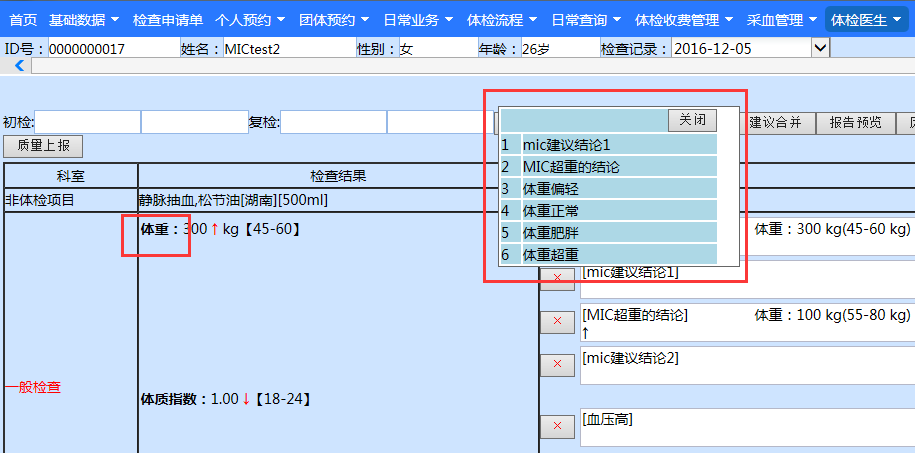 首页 基础数据 检查申请单 个人预约 团体预约 日常业务 体检流程 日常查询 体检收费管理 采血管理 体检医生
ID号：0000000017 姓名：MICtest2 性别：女 年龄：26岁 检查记录：2016-12-05
初检: 复检: 建议合并 报告预览
质量上报
关闭
1 mic建议结论1
2 MIC超重的结论
3 体重偏轻
4 体重正常
5 体重肥胖
6 体重超重
科室 检查结果
非体检项目 静脉抽血,松节油[湖南][500ml]
体重：300 ↑ kg【45-60】
体重：300 kg(45-60 kg)
[mic建议结论1]
[MIC超重的结论] 体重：100 kg(55-80 kg)
↑
[mic建议结论2]
一般检查
体质指数：1.00 ↓【18-24】
[血压高]